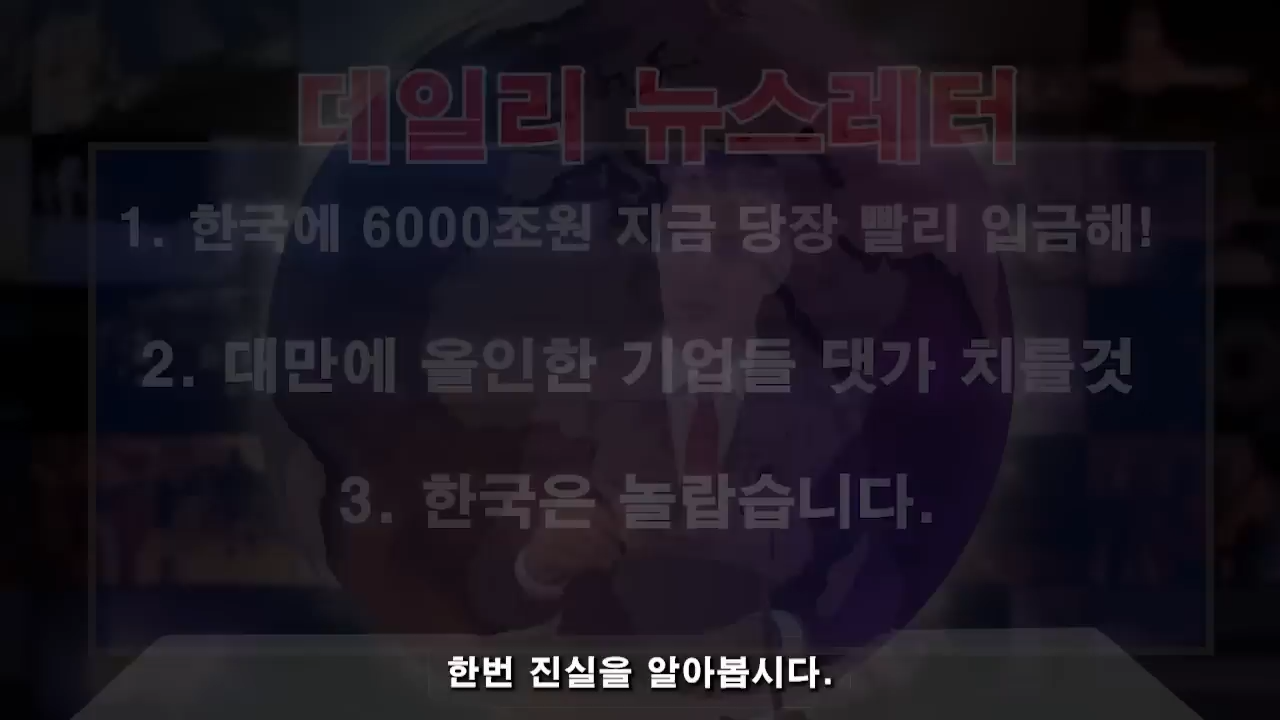 데일리 뉴스레터
1. 한국에 6000조원 지금 당장 빨리 입금해!
2. 대만에 올인한 기업들 댓가 치를것
3. 한국은 놀랍습니다.
한번 진실을 알아봅시다.